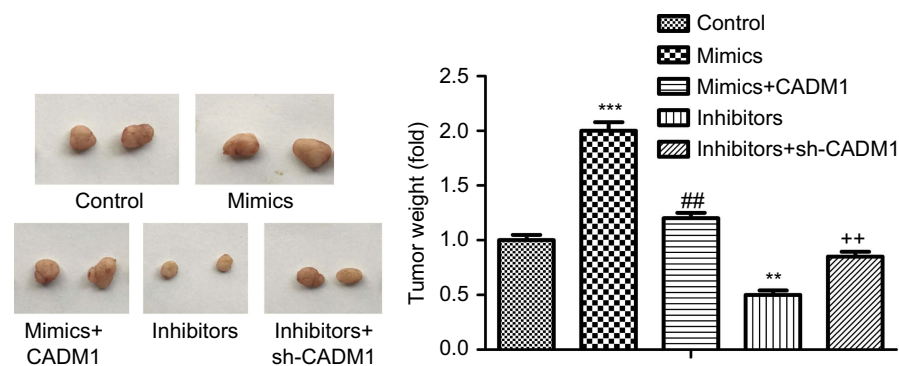 Control
Mimics
Mimics+
CADM1
Inhibitors
Inhibitors+
sh-CADM1
Control
Mimics
Mimics+CADM1
Inhibitors
Inhibitors+sh-CADM1
Tumor weight (fold)
2.5
2.0
1.5
1.0
0.5
0.0
***
##
**
++